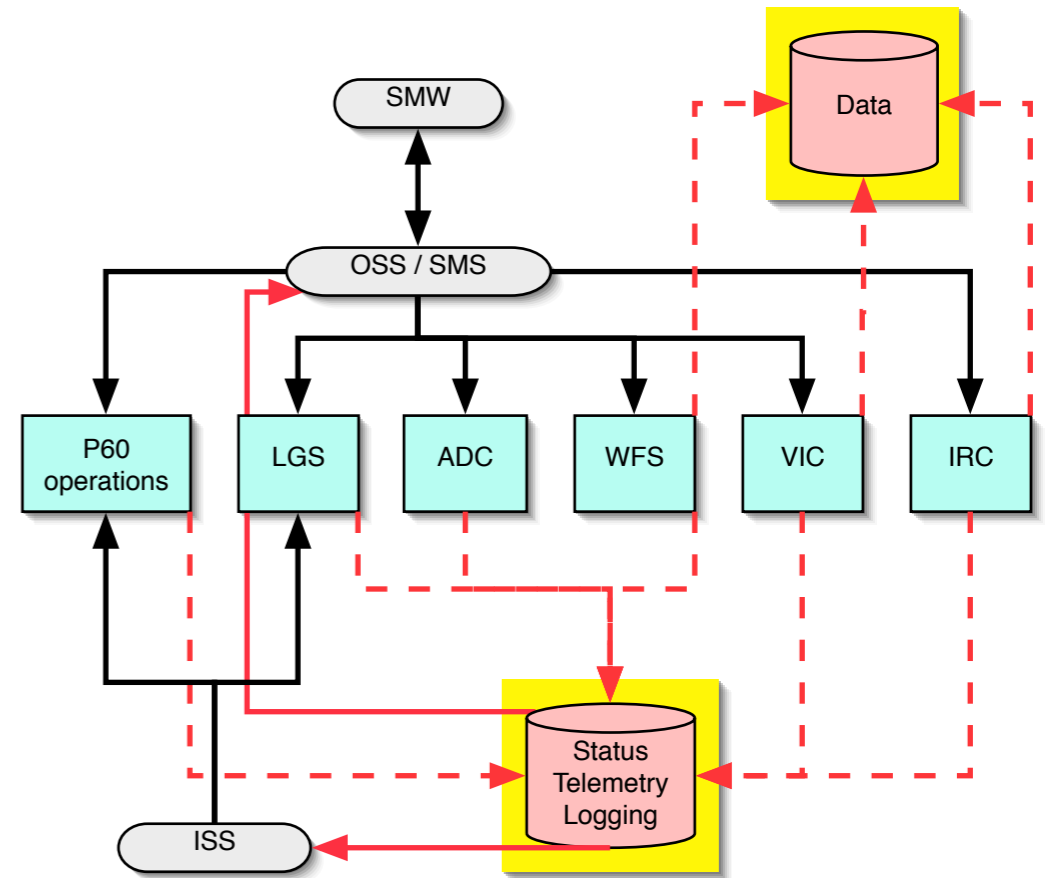 SMW
Data
OSS / SMS
P60
operations
LGS
ADC
WFS
VIC
IRC
Status
Telemetry
Logging
ISS